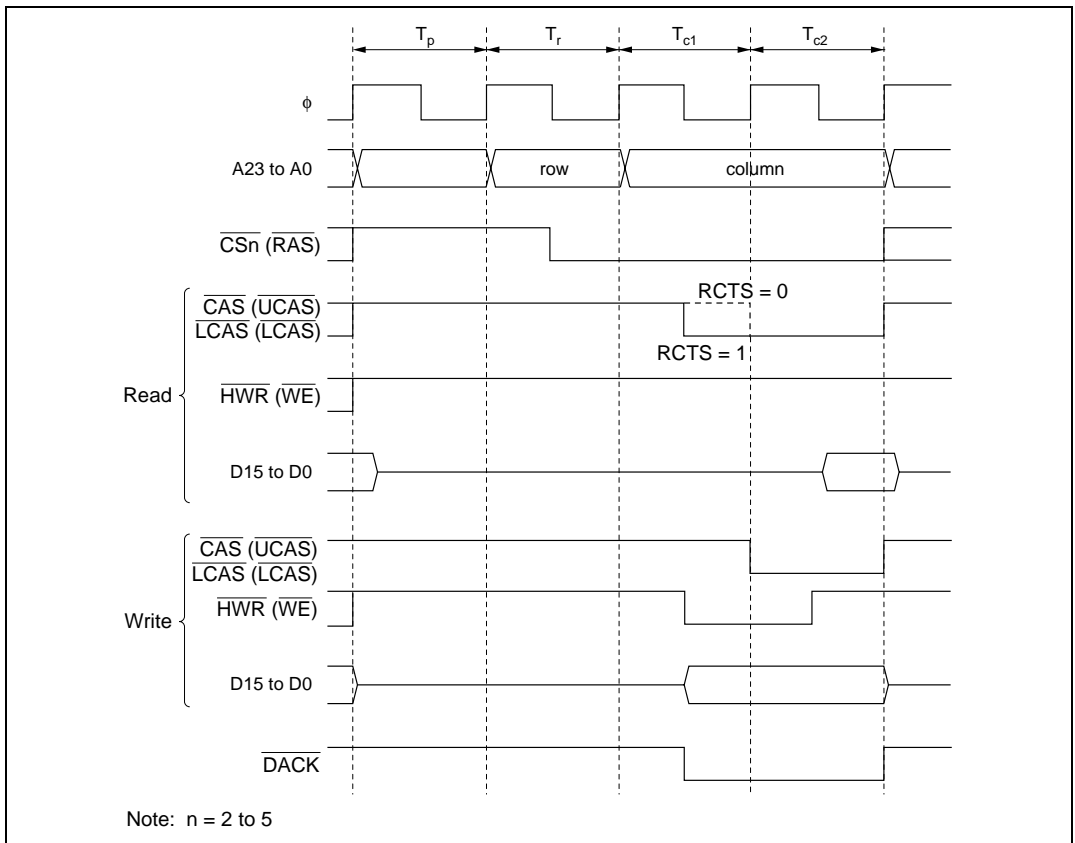 Tp Tr Tc1 Tc2
ϕ
A23 to A0 row column
CSn (RAS)
RCTS = 0
CAS (UCAS)
LCAS (LCAS)
RCTS = 1
Read
HWR (WE)
D15 to D0
CAS (UCAS)
LCAS (LCAS)
Write
HWR (WE)
D15 to D0
DACK
Note: n = 2 to 5